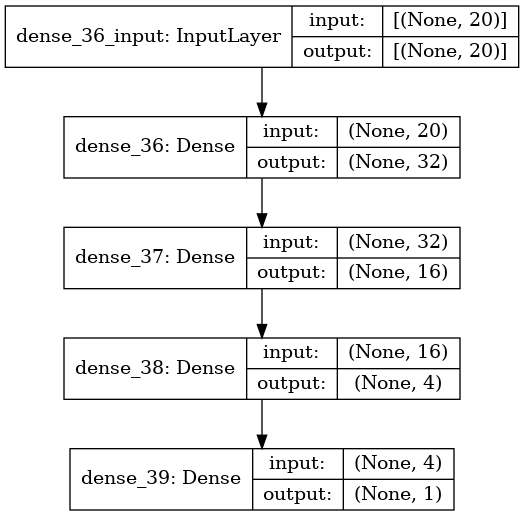 dense_36_input: InputLayer
input: [(None, 20)]
output: [(None, 20)]
dense_36: Dense
input: (None, 20)
output: (None, 32)
dense_37: Dense
input: (None, 32)
output: (None, 16)
dense_38: Dense
input: (None, 16)
output: (None, 4)
dense_39: Dense
input: (None, 4)
output: (None, 1)